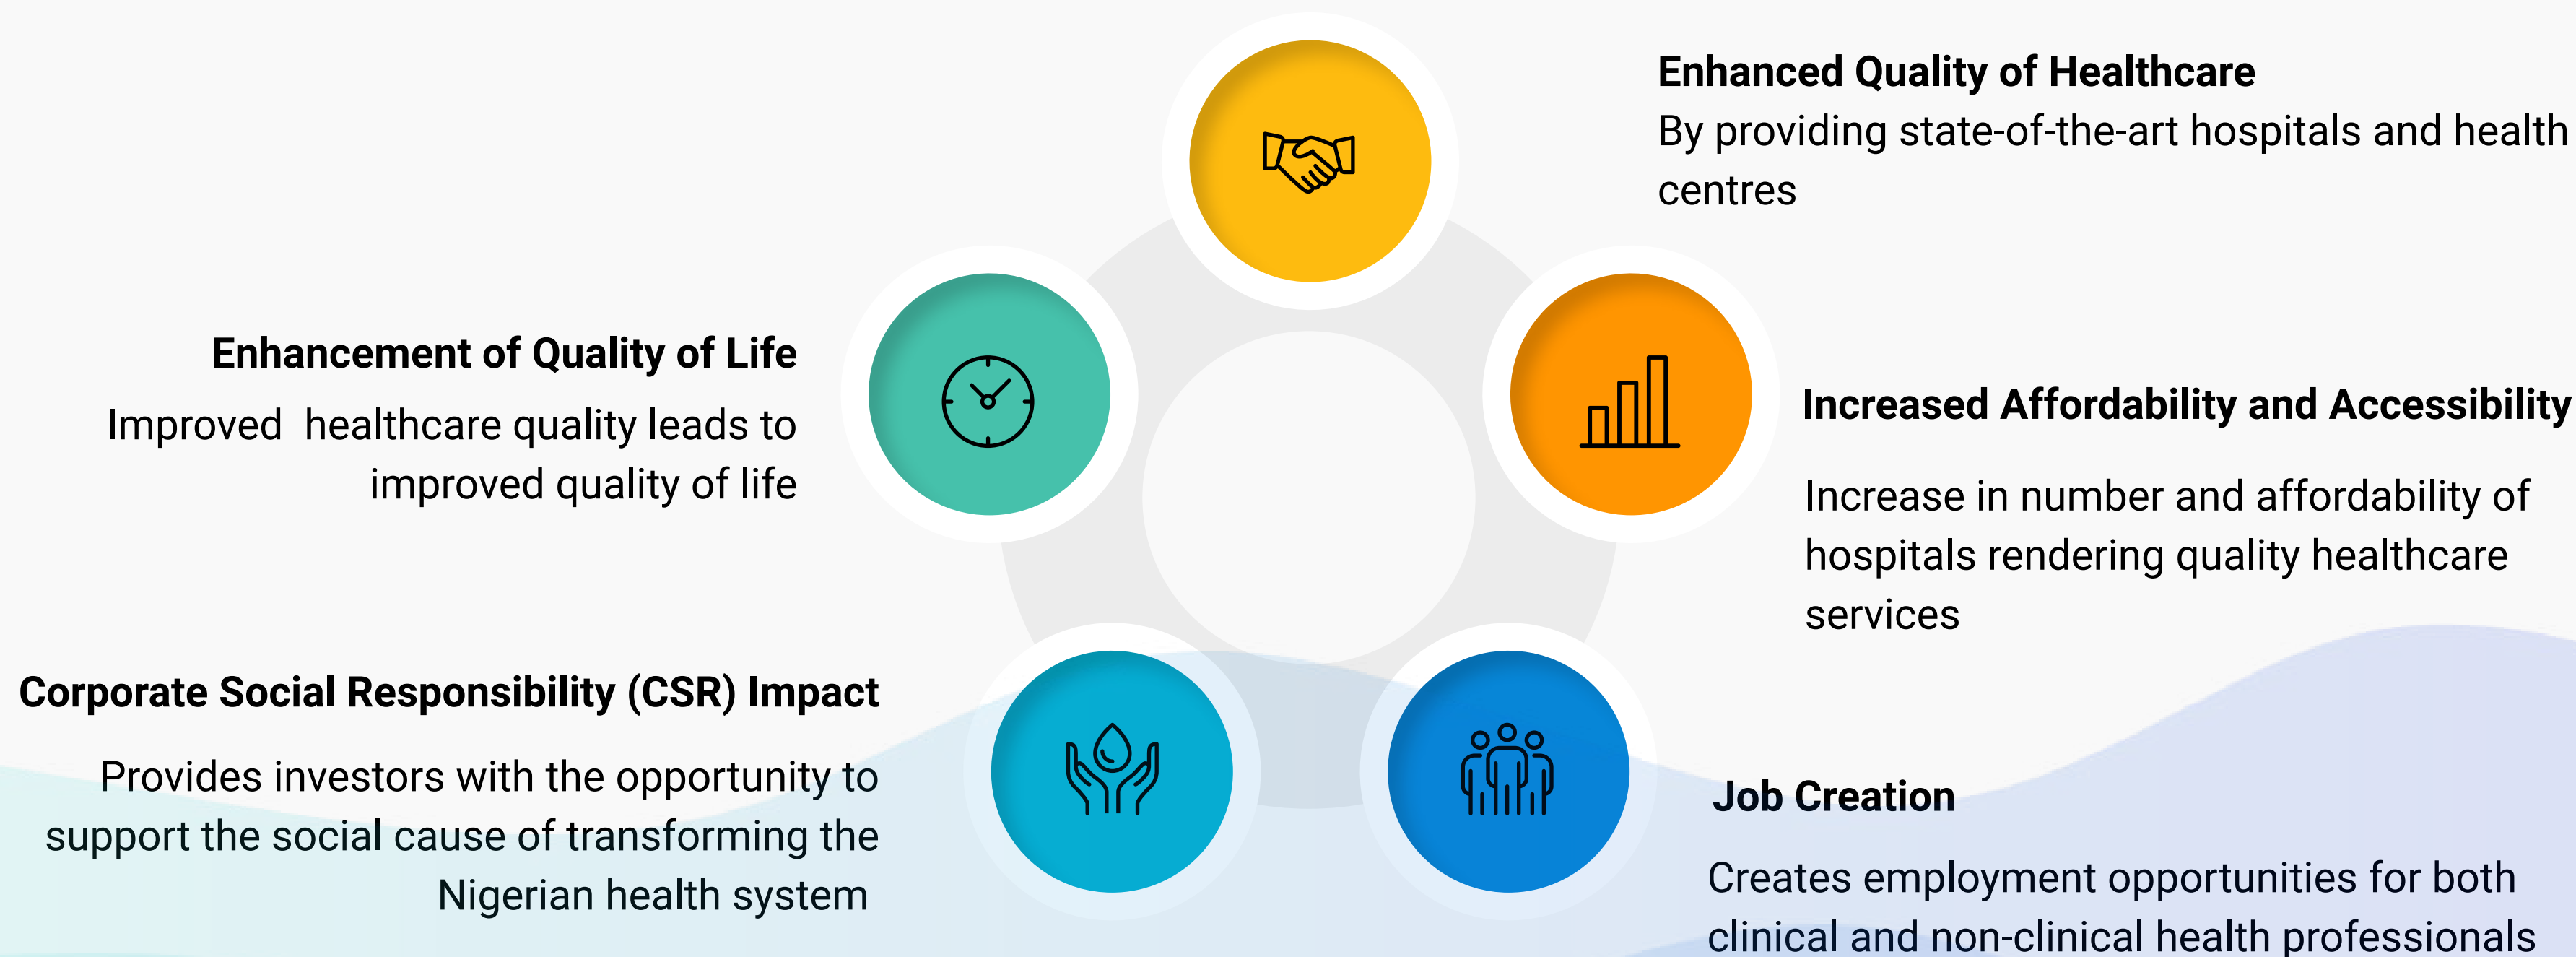 Enhanced Quality of Healthcare
By providing state-of-the-art hospitals and health
centres
Increased Affordability and Accessibility
Increase in number and affordability of
hospitals rendering quality healthcare
services
Job Creation
Creates employment opportunities for both
clinical and non-clinical health professionals
Corporate Social Responsibility (CSR) Impact
Provides investors with the opportunity to
support the social cause of transforming the
Nigerian health system
Enhancement of Quality of Life
Improved  healthcare quality leads to
improved quality of life